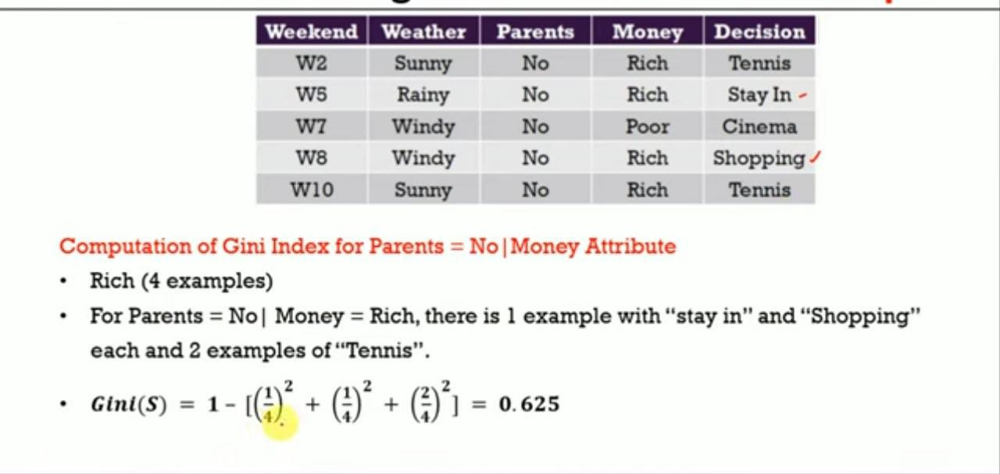 Weekend Weather Parents Money Decision
W2 Sunny No Rich Tennis
W5 Rainy No Rich Stay In
W7 Windy No Poor Cinema
W8 Windy No Rich Shopping
W10 Sunny No Rich Tennis
Computation of Gini Index for Parents = No|Money Attribute
• Rich (4 examples)
• For Parents = No| Money = Rich, there is 1 example with “stay in” and “Shopping”
each and 2 examples of “Tennis”.
• Gini(S) = 1 - [(1/4)² + (1/4)² + (2/4)²] = 0.625